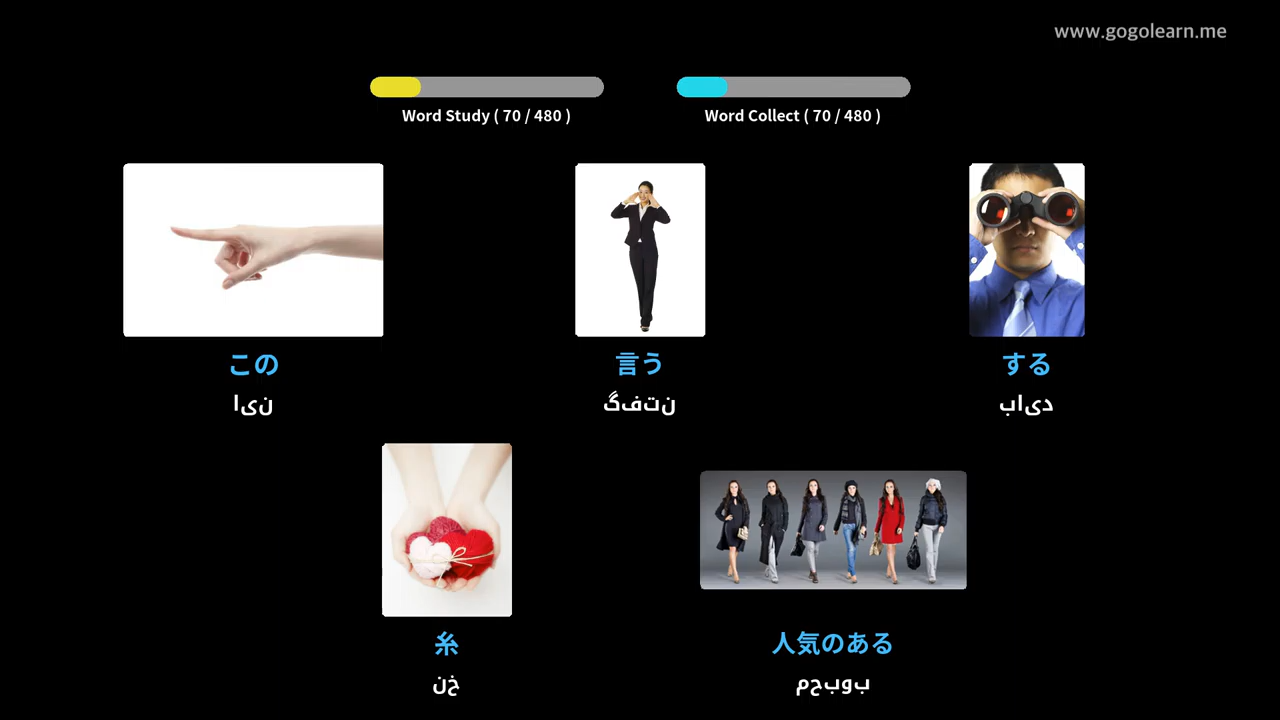 www.gogolearn.me
Word Study ( 70 / 480 )
Word Collect ( 70 / 480 )
この
言う
する
این
گفتن
باید
糸
人気のある
نخ
محبوب